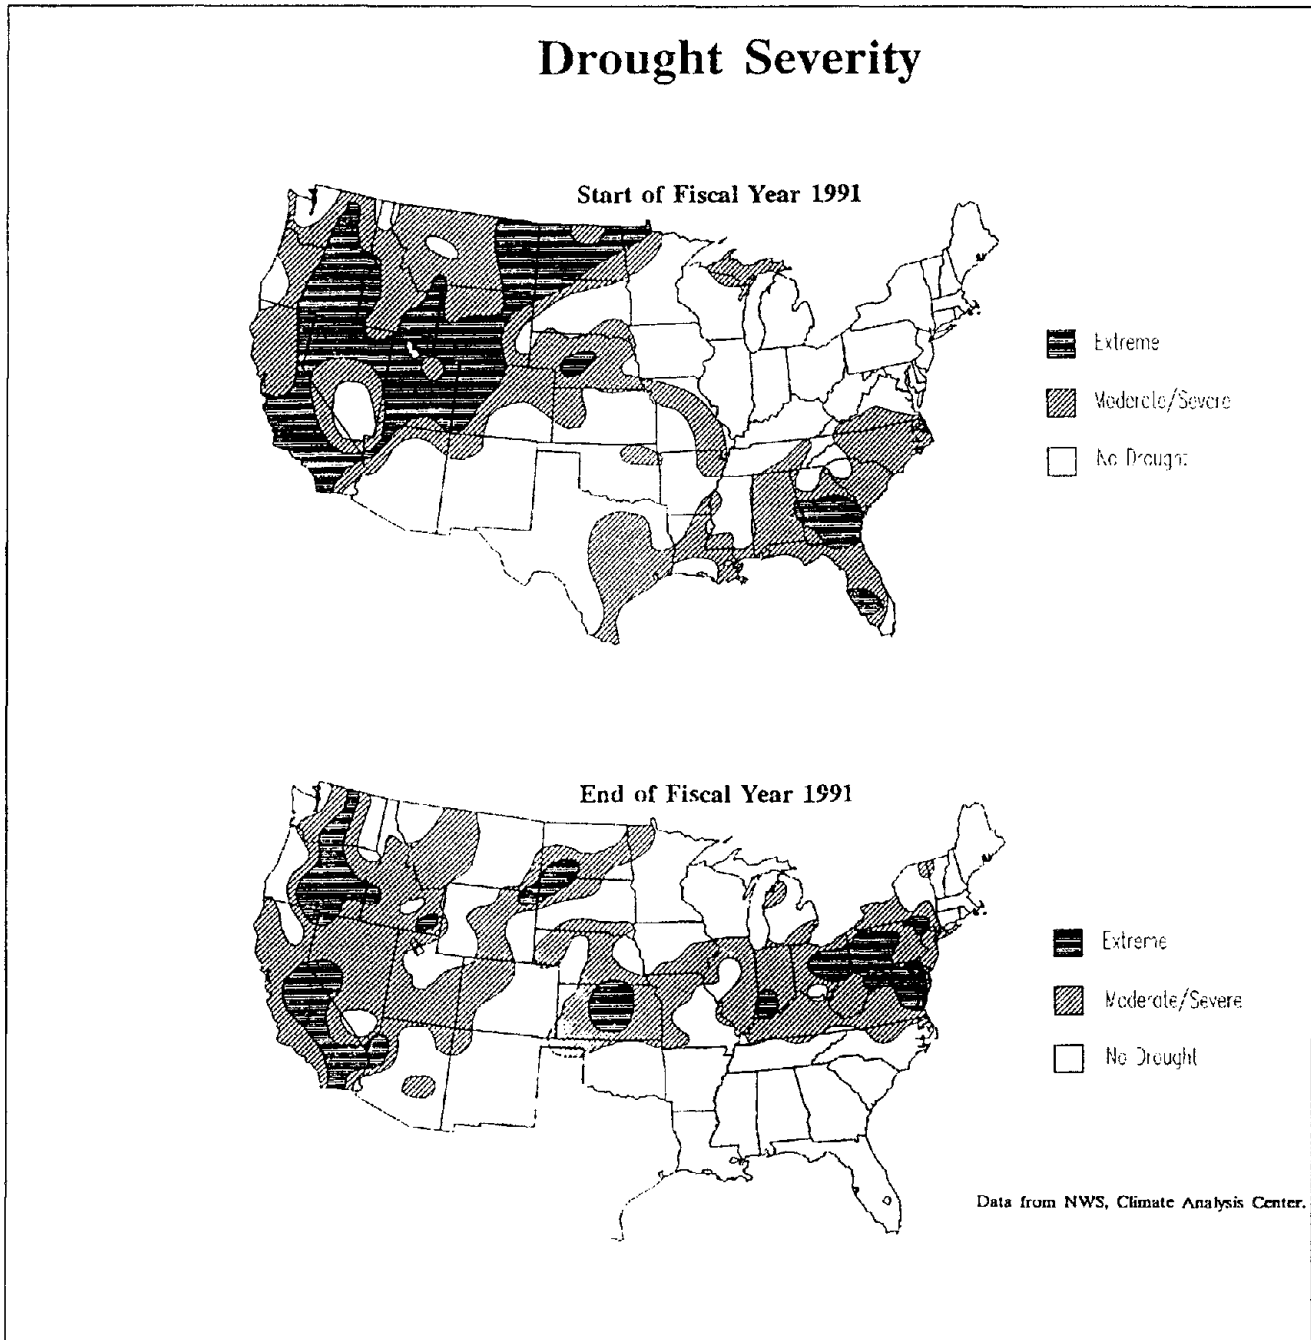 Drought Severity
Start of Fiscal Year 1991
Extreme
Moderate/Severe
No Drought
End of Fiscal Year 1991
Extreme
Moderate/Severe
No Drought
Data from NWS, Climate Analysis Center.